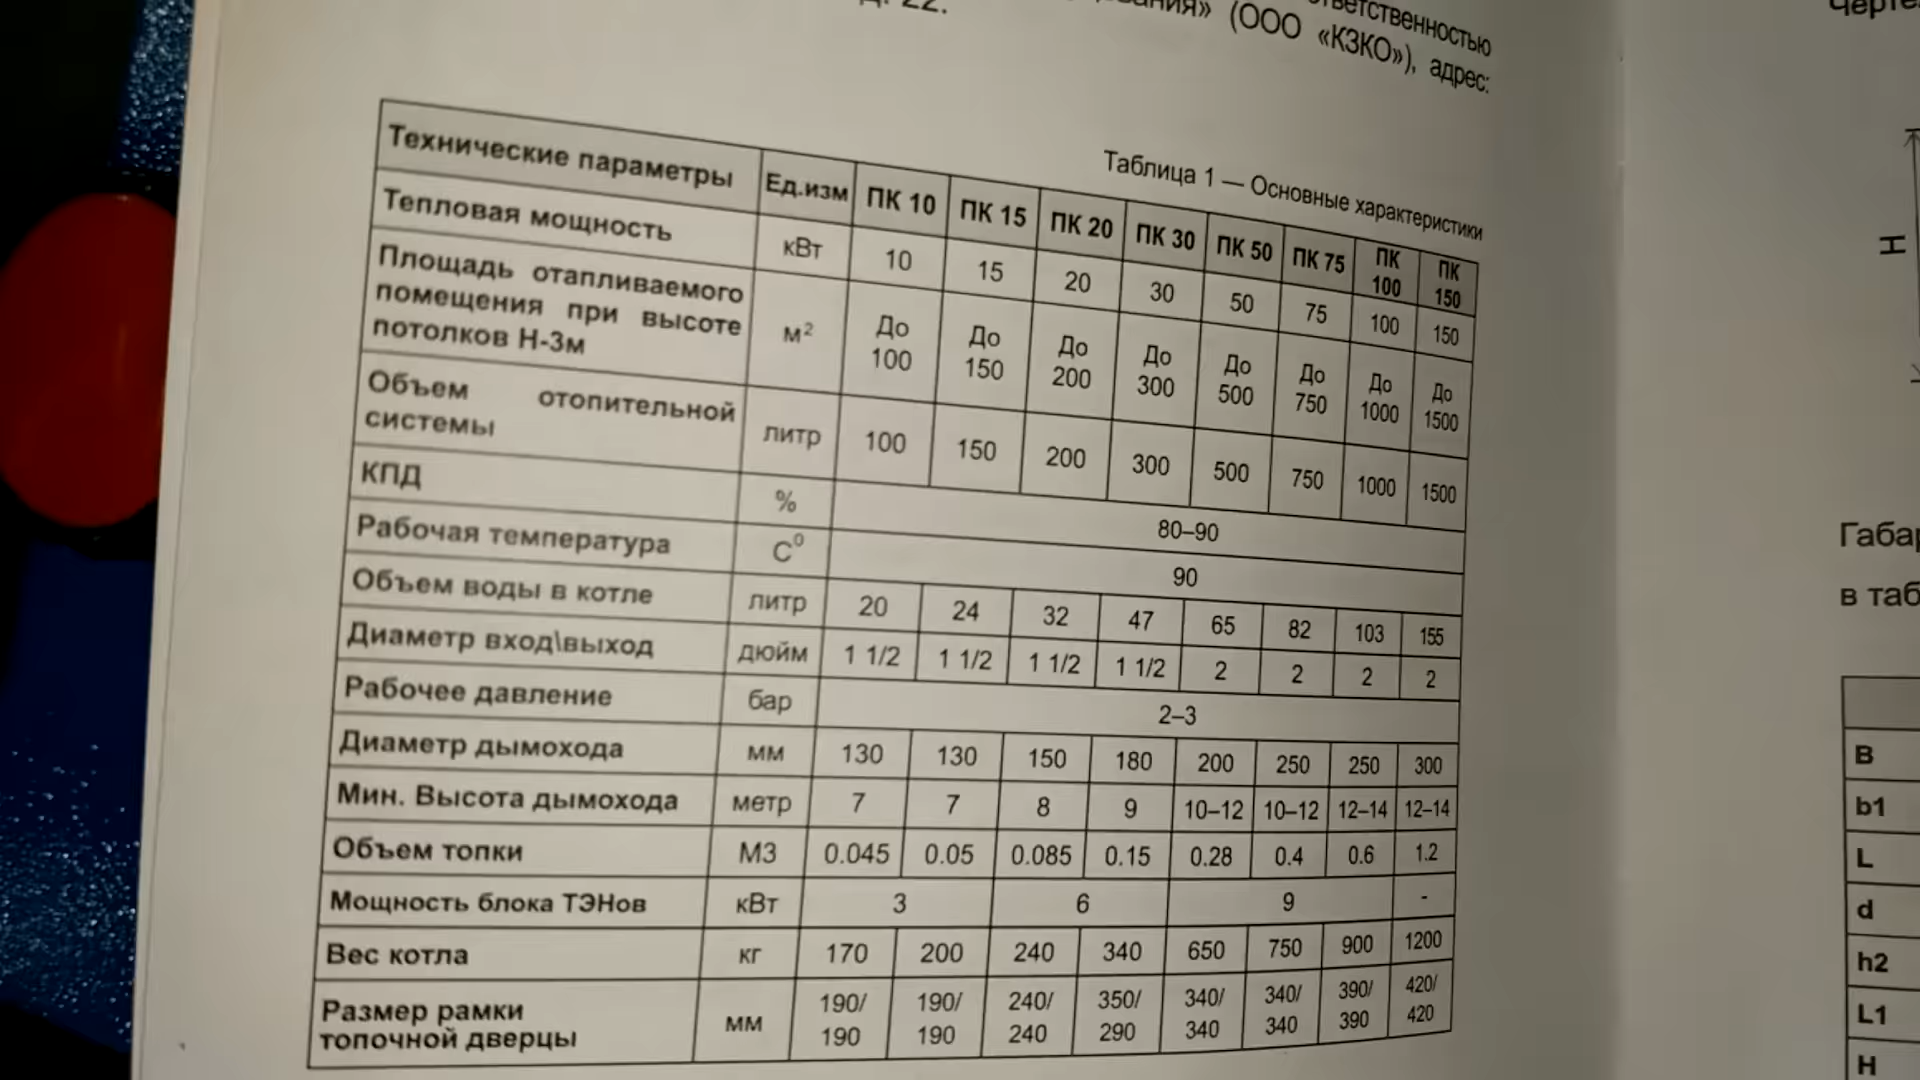 22.
(ООО «КЗКО»), адрес:
Таблица 1 — Основные характеристики
Технические параметры Ед.изм ПК 10 ПК 15 ПК 20 ПК 30 ПК 50 ПК 75 ПК 100 ПК 150
Тепловая мощность кВт 10 15 20 30 50 75 100 150
Площадь отапливаемого
помещения при высоте
потолков Н-3м м² До 100 До 150 До 200 До 300 До 500 До 750 До 1000 До 1500
Объем отопительной
системы литр 100 150 200 300 500 750 1000 1500
КПД % 80–90
Рабочая температура С⁰ 90
Объем воды в котле литр 20 24 32 47 65 82 103 155
Диаметр вход\выход дюйм 1 1/2 1 1/2 1 1/2 1 1/2 2 2 2 2
Рабочее давление бар 2–3
Диаметр дымохода мм 130 130 150 180 200 250 250 300
Мин. Высота дымохода метр 7 7 8 9 10–12 10–12 12–14 12–14
Объем топки М3 0.045 0.05 0.085 0.15 0.28 0.4 0.6 1.2
Мощность блока ТЭНов кВт 3 6 9 -
Вес котла кг 170 200 240 340 650 750 900 1200
Размер рамки
топочной дверцы мм 190/190 190/190 240/240 350/290 340/340 340/340 390/390 420/420
H
в таб
B
b1
L
d
h2
L1
H